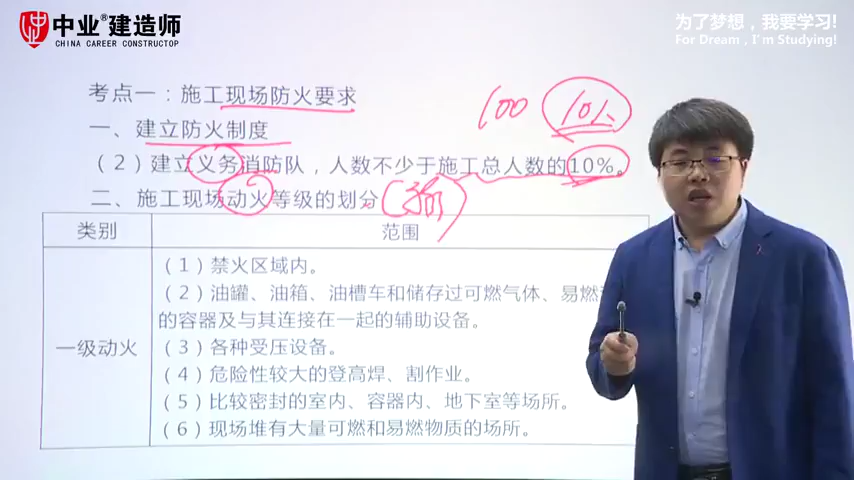 中业®建造师
CHINA CAREER CONSTRUCTOP
为了梦想，我要学习!
For Dream , I'm Studying!
考点一：施工现场防火要求
100 10人
一、建立防火制度
（2）建立义务消防队，人数不少于施工总人数的10%。
二、施工现场动火等级的划分
类别 范围
一级动火
（1）禁火区域内。
（2）油罐、油箱、油槽车和储存过可燃气体、易燃
的容器及与其连接在一起的辅助设备。
（3）各种受压设备。
（4）危险性较大的登高焊、割作业。
（5）比较密封的室内、容器内、地下室等场所。
（6）现场堆有大量可燃和易燃物质的场所。